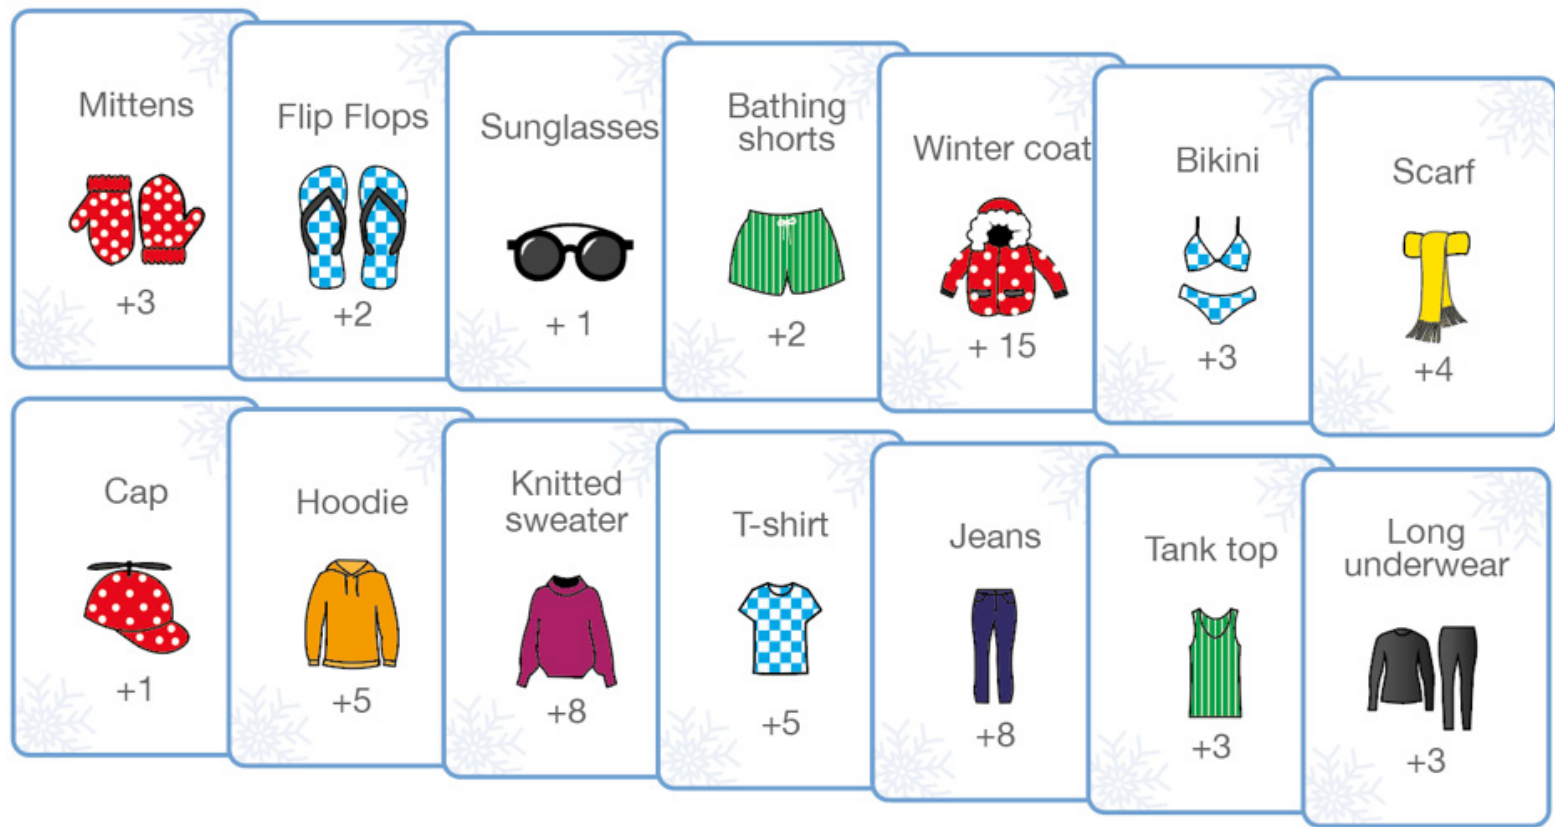 Mittens
+3
Flip Flops
+2
Sunglasses
+ 1
Bathing
shorts
+2
Winter coat
+ 15
Bikini
+3
Scarf
+4
Cap
+1
Hoodie
+5
Knitted
sweater
+8
T-shirt
+5
Jeans
+8
Tank top
+3
Long
underwear
+3